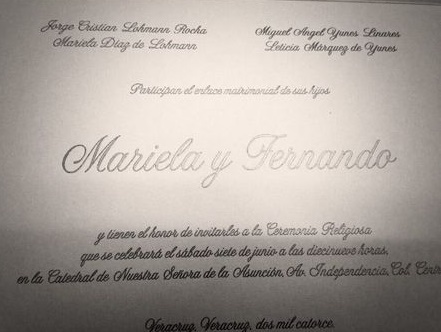 Jorge Cristian Lohmann Rocha
Mariela Díaz de Lohmann
Miguel Angel Yunes Linares
Leticia Márquez de Yunes
Participan el enlace matrimonial de sus hijos
Mariela y Fernando
y tienen el honor de invitarles a la Ceremonia Religiosa
que se celebrará el sábado siete de junio a las diecinueve horas,
en la Catedral de Nuestra Señora de la Asunción, Av. Independencia, Col. Centr
Veracruz, Veracruz, dos mil catorce.